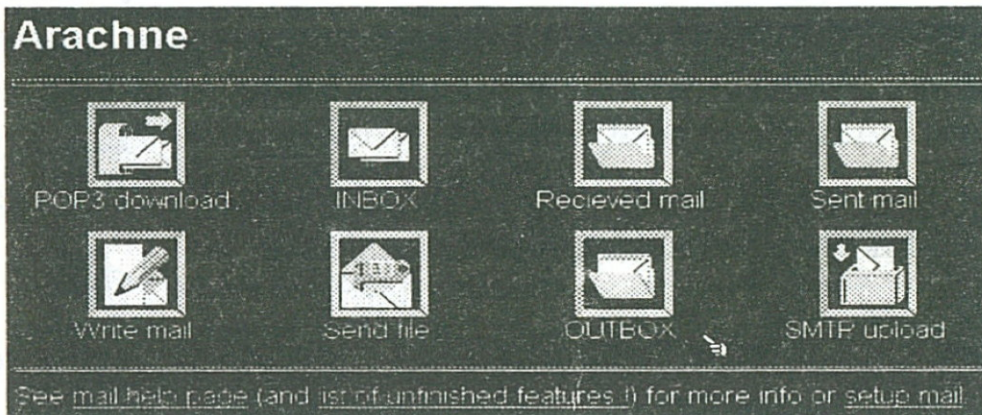 Arachne
POP3 download
INBOX
Recieved mail
Sent mail
Write mail
Send file
OUTBOX
SMTP upload
See mail help page (and list of unfinished features !) for more info or setup mail